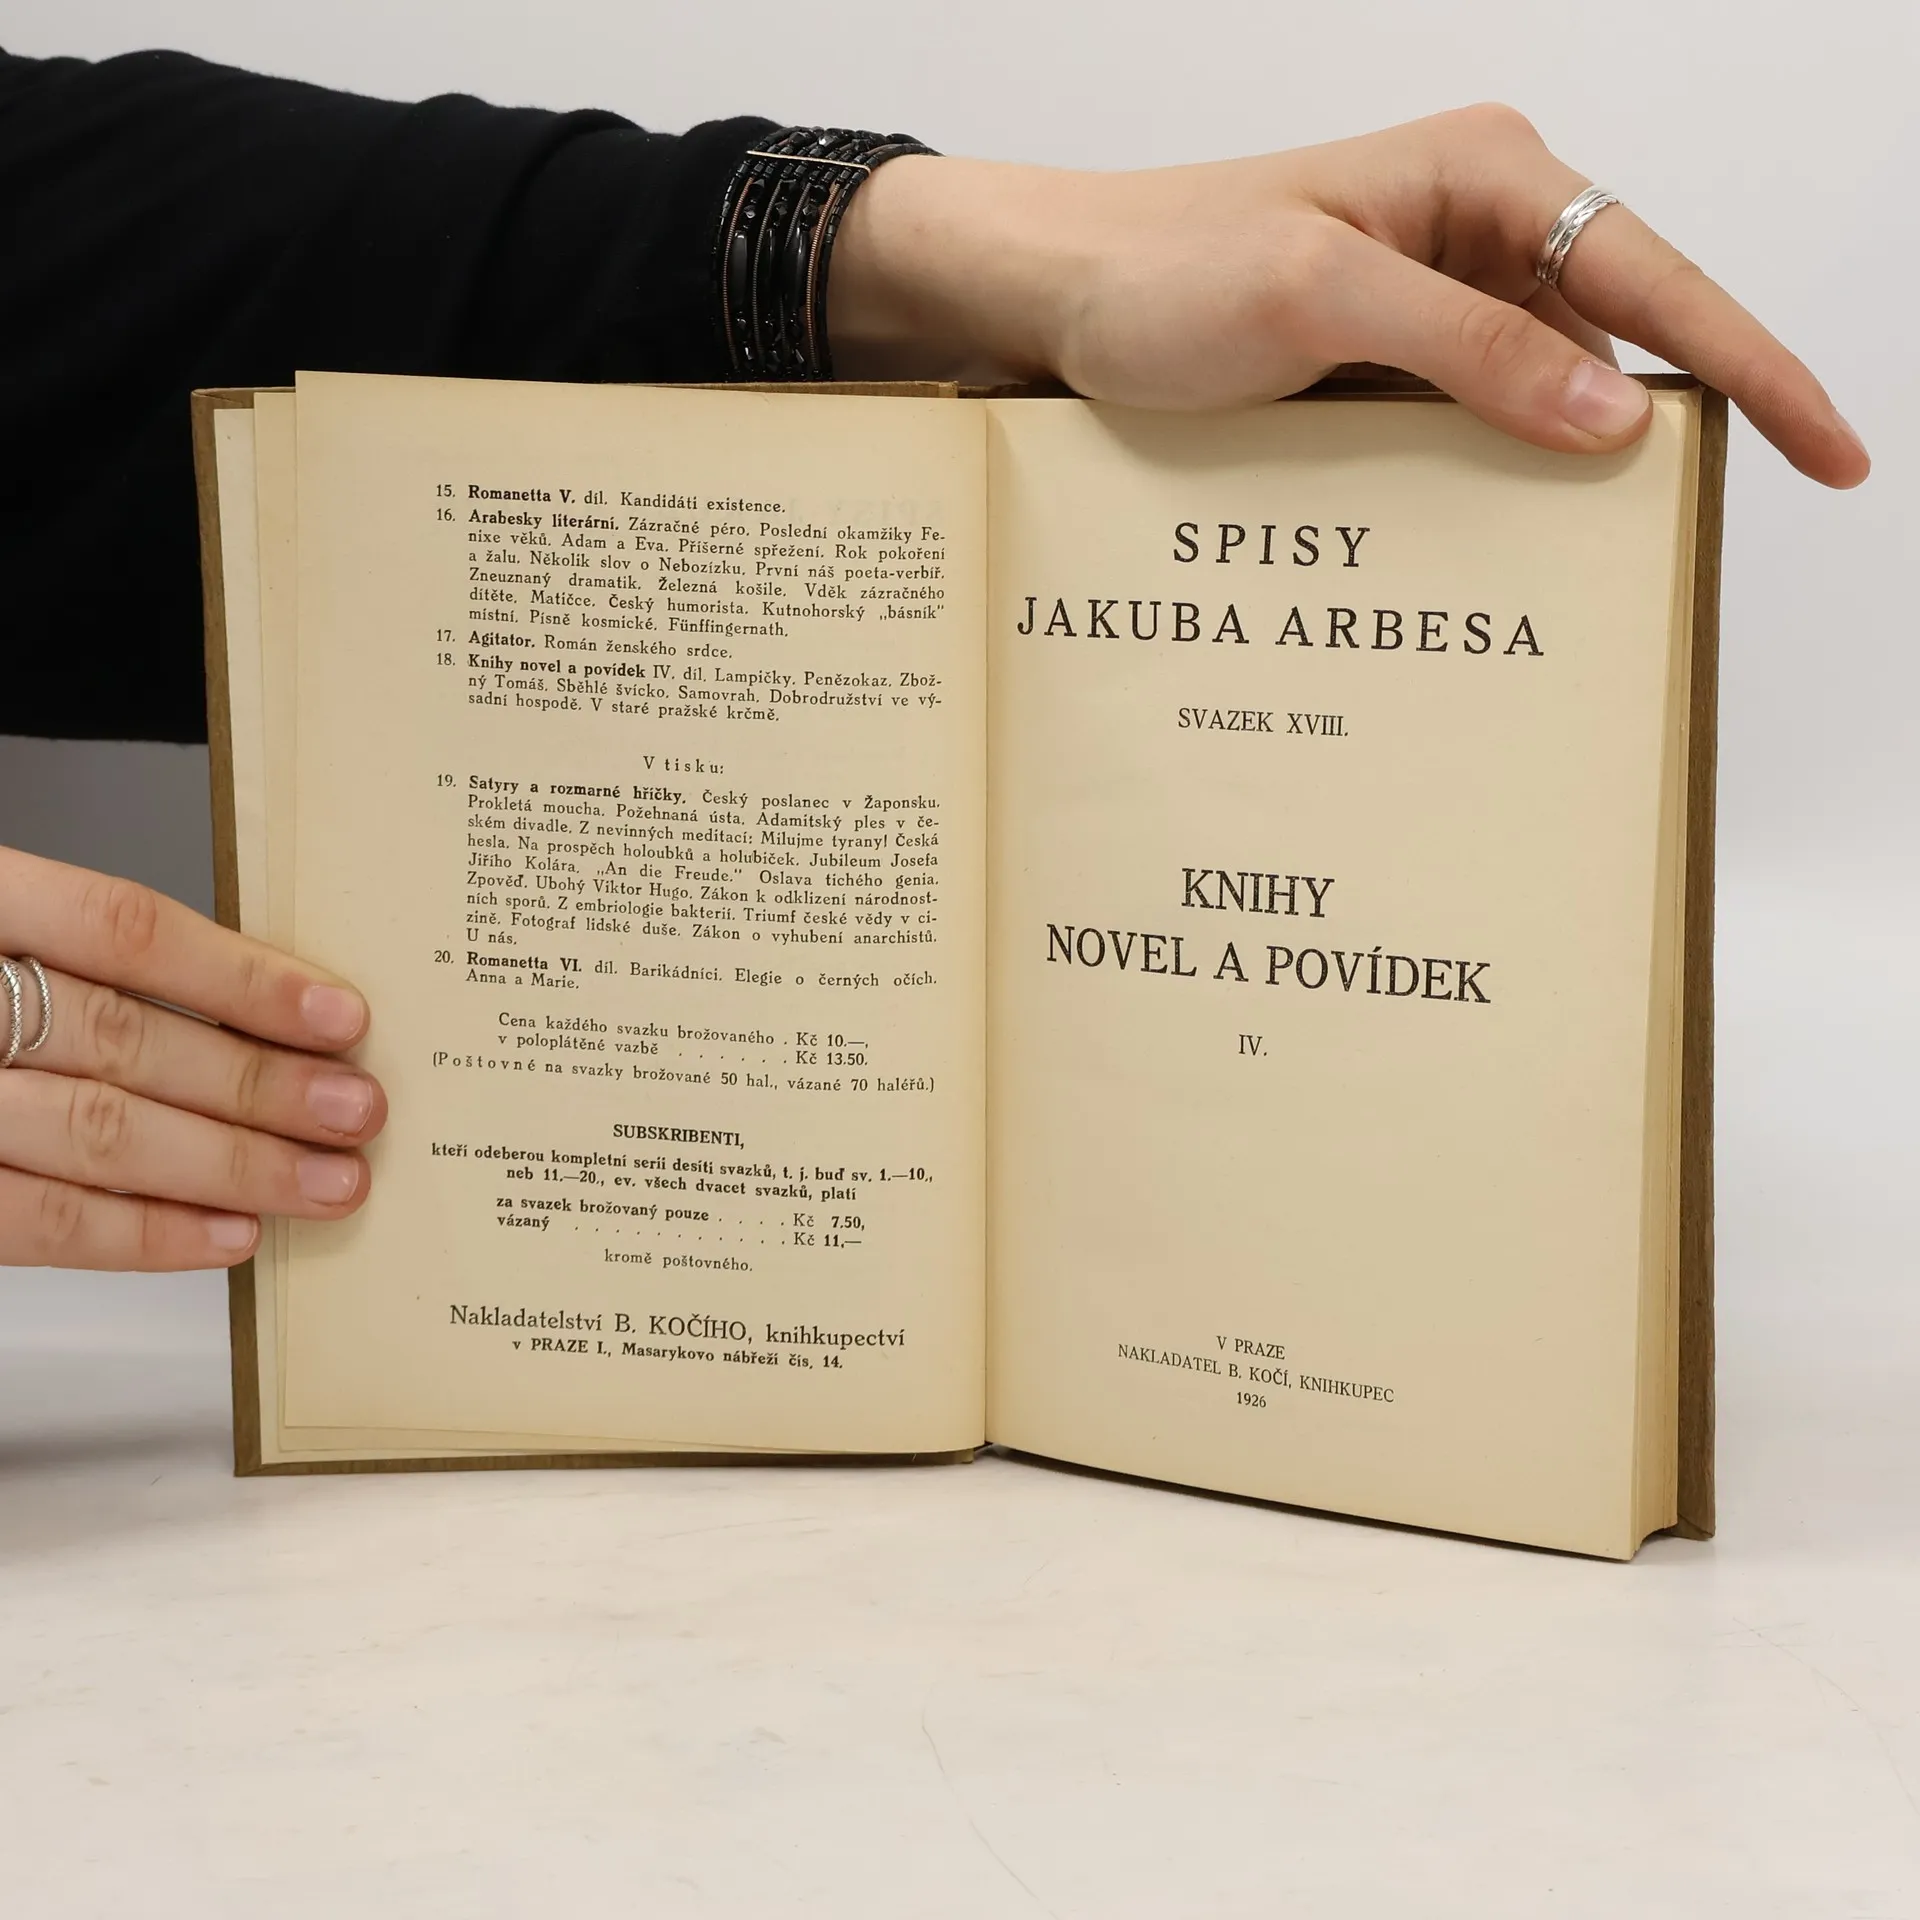 15. Romanetta V. díl. Kandidáti existence.
16. Arabesky literární. Zázračné péro. Poslední okamžiky Fe-
nixe věků. Adam a Eva. Příšerné spřežení. Rok pokoření
a žalu. Několik slov o Nebozízku. První náš poeta-verbíř.
Zneuznaný dramatik. Železná košile. Vděk zázračného
dítěte. Matičce. Český humorista. Kutnohorský „básník"
místní. Písně kosmické. Fünffingernath.
17. Agitator. Román ženského srdce.
18. Knihy novel a povídek IV. díl. Lampičky. Penězokaz. Zbož-
ný Tomáš. Sběhlé švícko. Samovrah. Dobrodružství ve vý-
sadní hospodě. V staré pražské krčmě.
V tisku:
19. Satyry a rozmarné hříčky. Český poslanec v Žaponsku.
Prokletá moucha. Požehnaná ústa. Adamitský ples v če-
ském divadle. Z nevinných meditací: Milujme tyrany! Česká
hesla. Na prospěch holoubků a holubiček. Jubileum Josefa
Jiřího Kolára. „An die Freude." Oslava tichého genia.
Zpověď. Ubohý Viktor Hugo. Zákon k odklizení národnost-
ních sporů. Z embriologie bakterií. Triumf české vědy v ci-
zině. Fotograf lidské duše. Zákon o vyhubení anarchistů.
U nás.
20. Romanetta VI. díl. Barikádníci. Elegie o černých očích.
Anna a Marie.
Cena každého svazku brožovaného . Kč 10.—,
v poloplátěné vazbě . . . . . . Kč 13.50.
(Poštovné na svazky brožované 50 hal., vázané 70 haléřů.)
SUBSKRIBENTI,
kteří odeberou kompletní serii desíti svazků, t. j. buď sv. 1.—10.,
neb 11.—20., ev. všech dvacet svazků, platí
za svazek brožovaný pouze . . . . Kč 7.50,
vázaný . . . . . . . . . . . Kč 11,—
kromě poštovného.
Nakladatelství B. KOČÍHO, knihkupectví
v PRAZE I., Masarykovo nábřeží čís. 14.
SPISY
JAKUBA ARBESA
SVAZEK XVIII.
KNIHY
NOVEL A POVÍDEK
IV.
V PRAZE
NAKLADATEL B. KOČÍ, KNIHKUPEC
1926